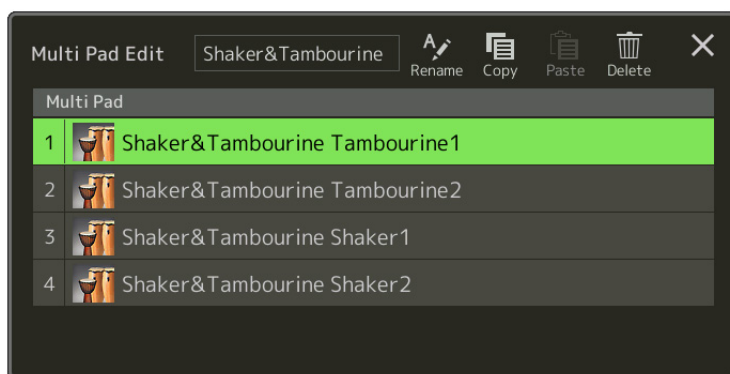 Multi Pad Edit Shaker&Tambourine Rename Copy Paste Delete
Multi Pad
1 Shaker&Tambourine Tambourine1
2 Shaker&Tambourine Tambourine2
3 Shaker&Tambourine Shaker1
4 Shaker&Tambourine Shaker2